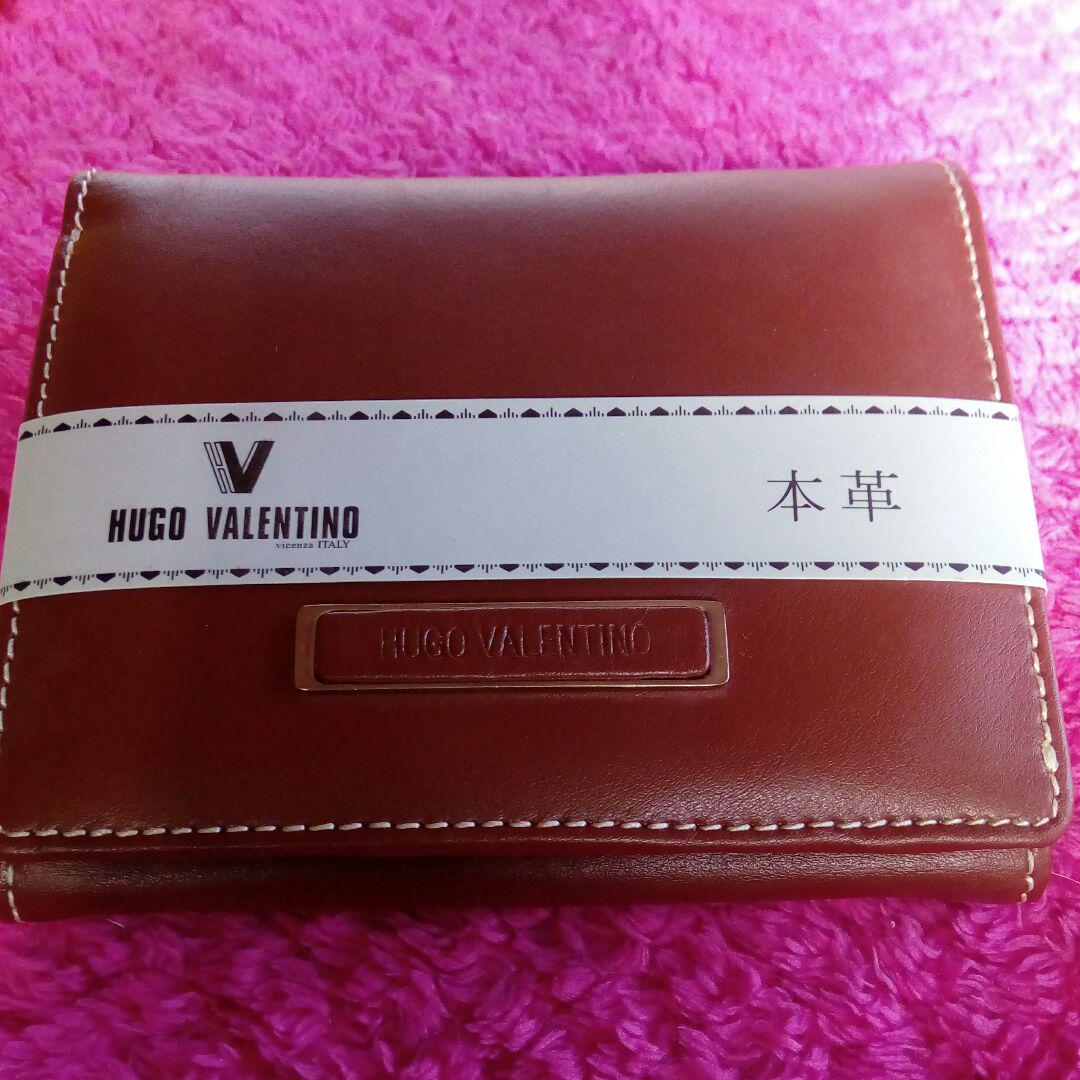 HV
HUGO VALENTINO
vicenza ITALY
本革
HUGO VALENTINO